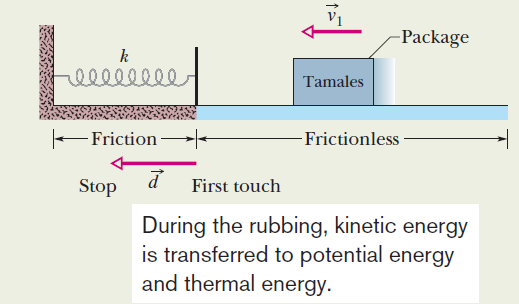 v₁
Package
k
Tamales
Friction
Frictionless
Stop
d
First touch
During the rubbing, kinetic energy
is transferred to potential energy
and thermal energy.